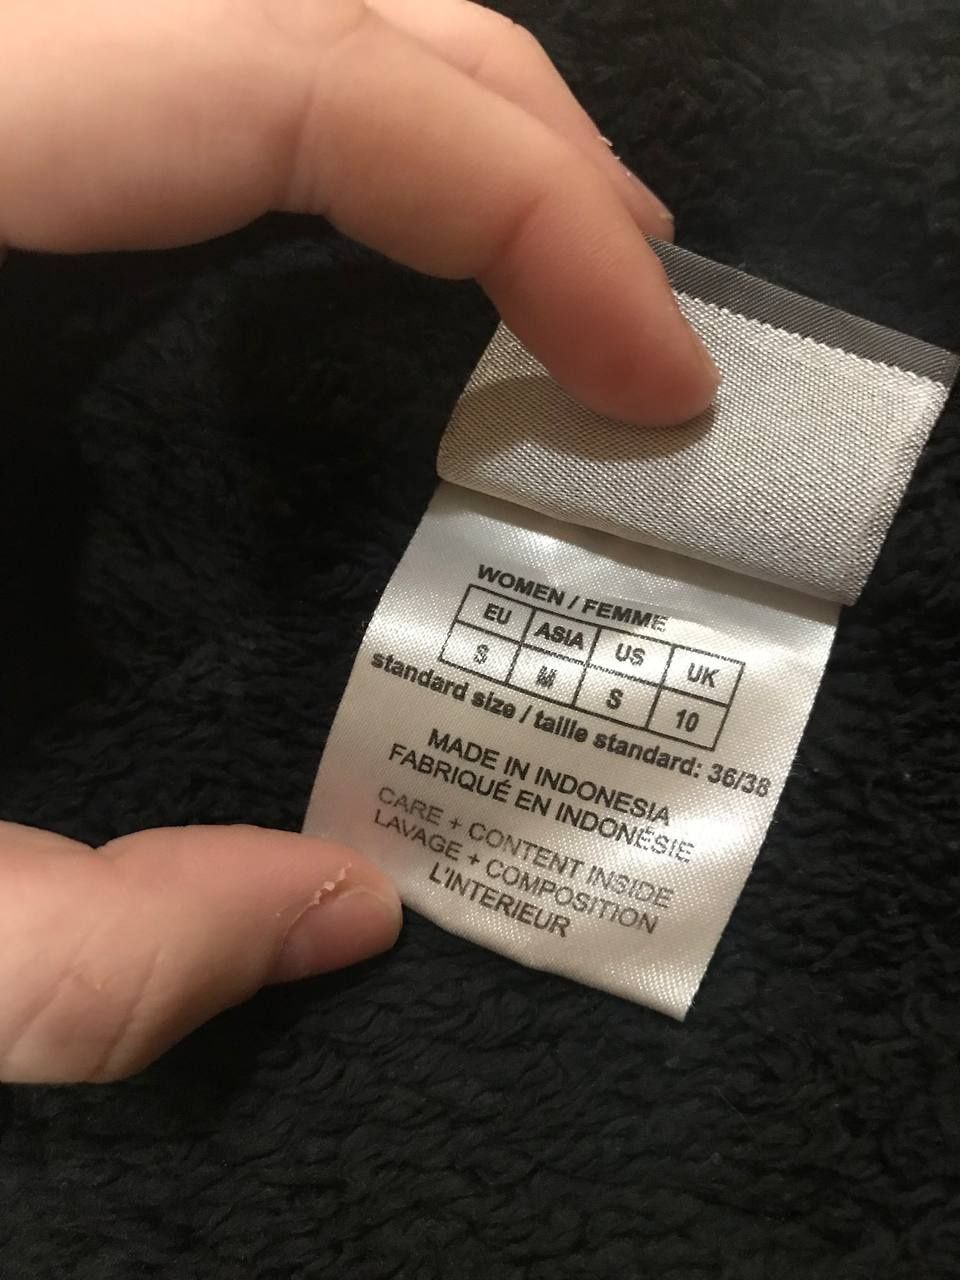 WOMEN / FEMME
EU ASIA US UK
S M S 10
standard size / taille standard: 36/38
MADE IN INDONESIA
FABRIQUÉ EN INDONÉSIE
CARE + CONTENT INSIDE
LAVAGE + COMPOSITION
L'INTERIEUR